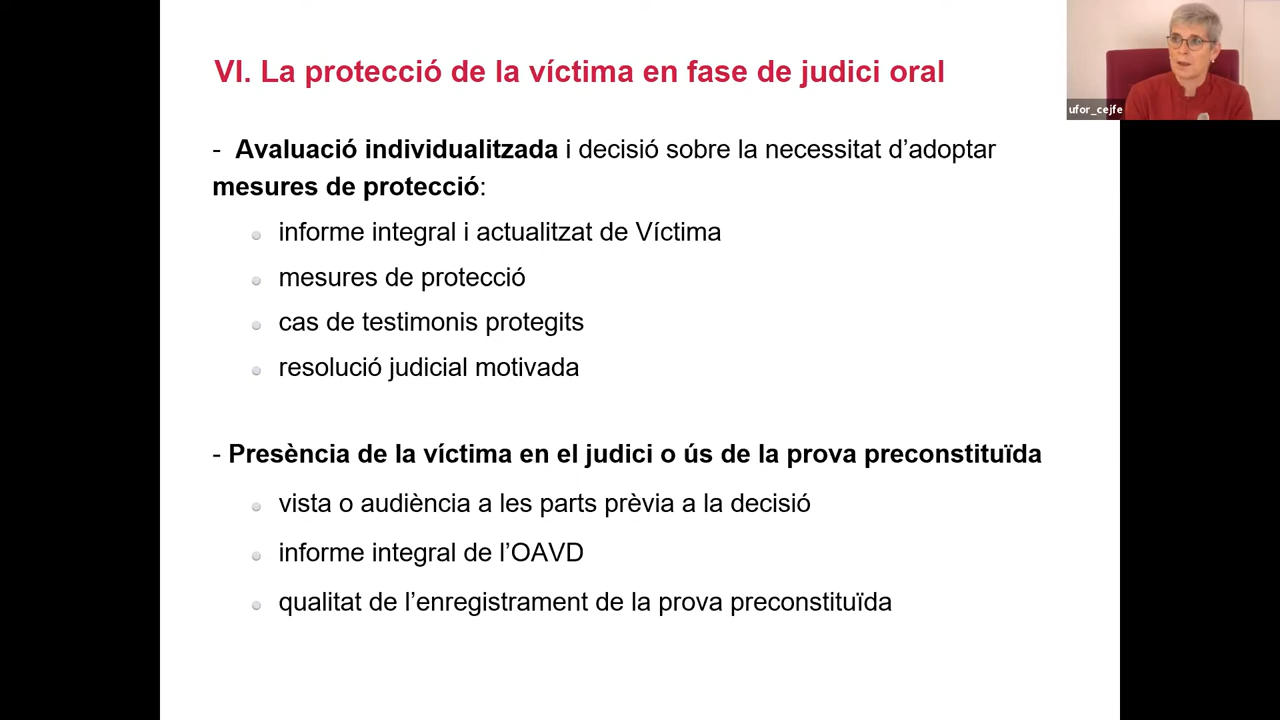 VI. La protecció de la víctima en fase de judici oral
ufor_cejfe
- Avaluació individualitzada i decisió sobre la necessitat d’adoptar
mesures de protecció:
informe integral i actualitzat de Víctima
mesures de protecció
cas de testimonis protegits
resolució judicial motivada
- Presència de la víctima en el judici o ús de la prova preconstituïda
vista o audiència a les parts prèvia a la decisió
informe integral de l’OAVD
qualitat de l’enregistrament de la prova preconstituïda